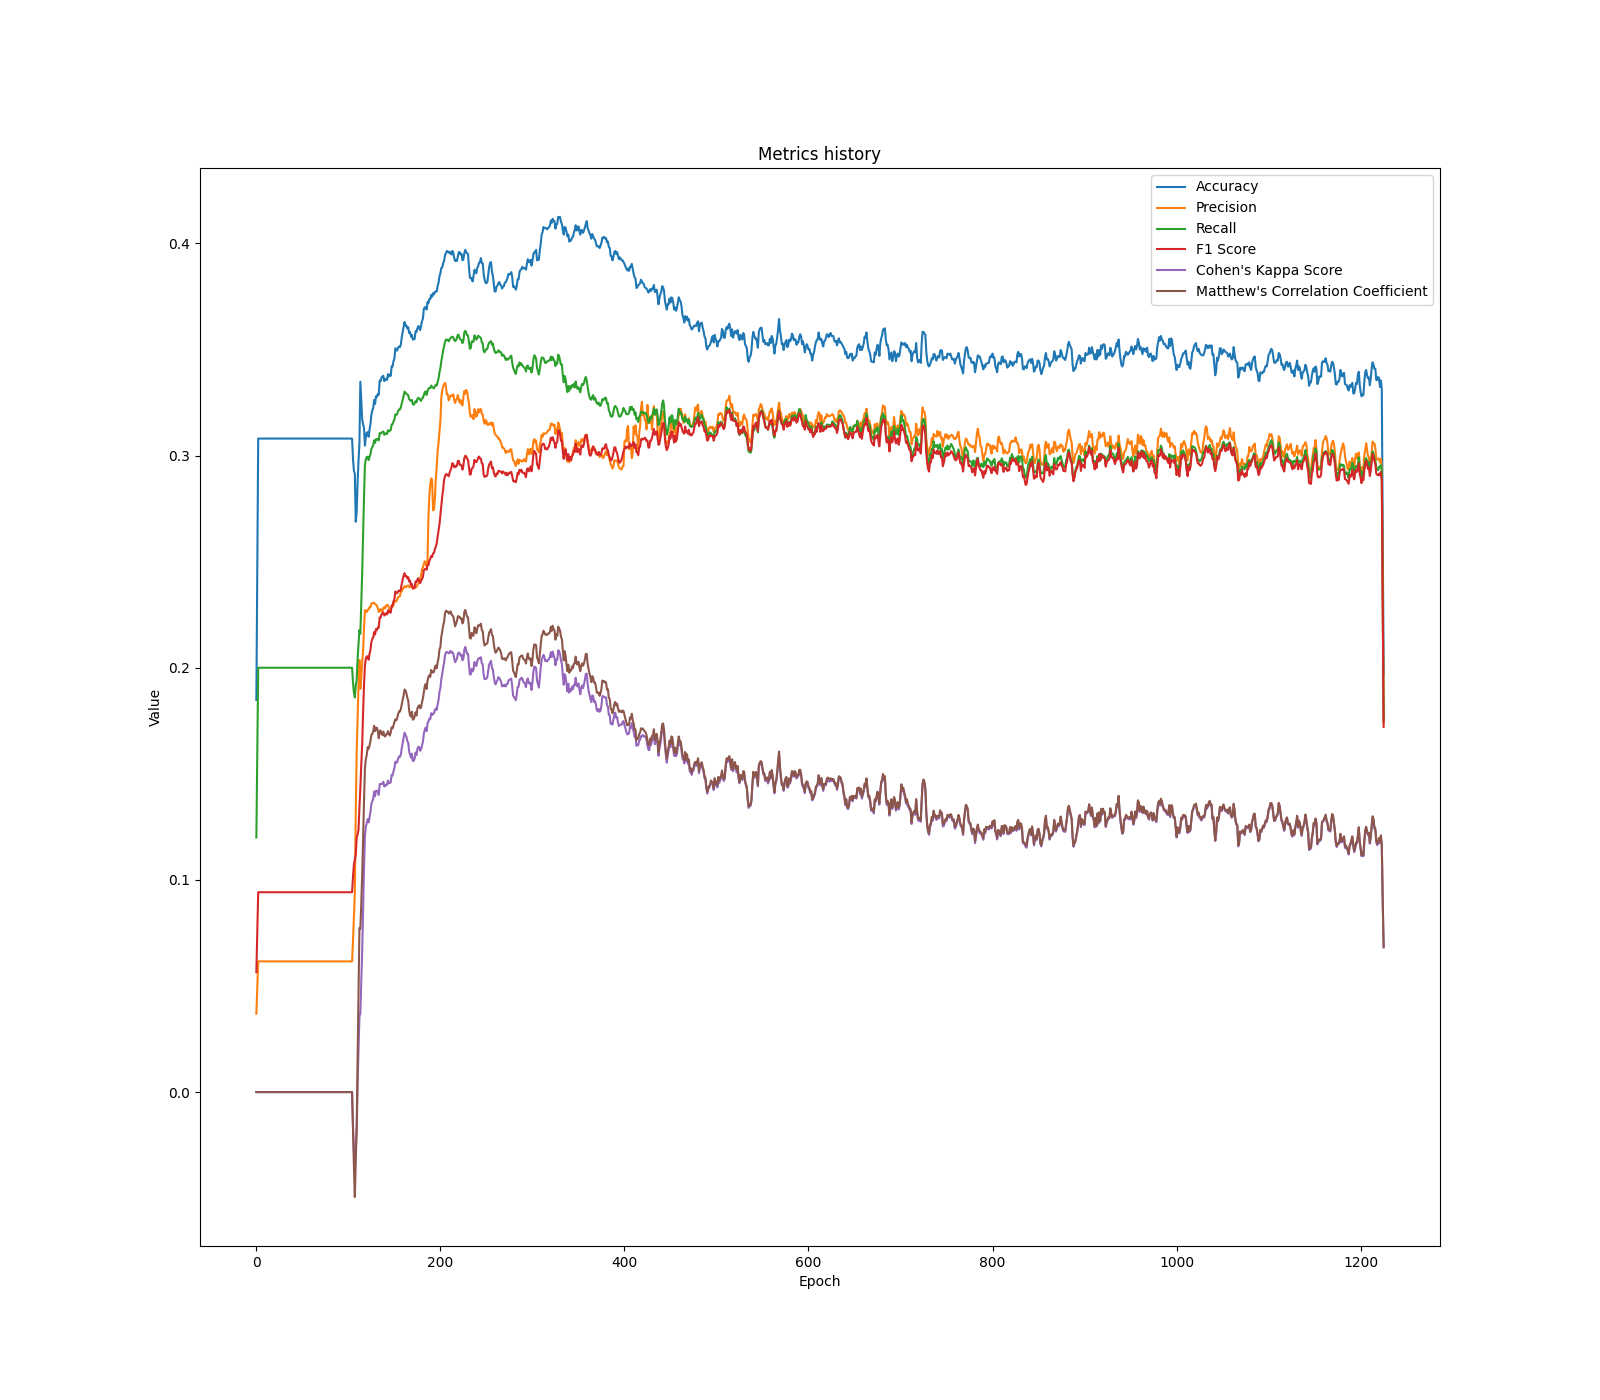 Metrics history
Accuracy
Precision
Recall
F1 Score
Cohen's Kappa Score
Matthew's Correlation Coefficient
0.4
0.3
0.2
0.1
0.0
Value
0 200 400 600 800 1000 1200
Epoch